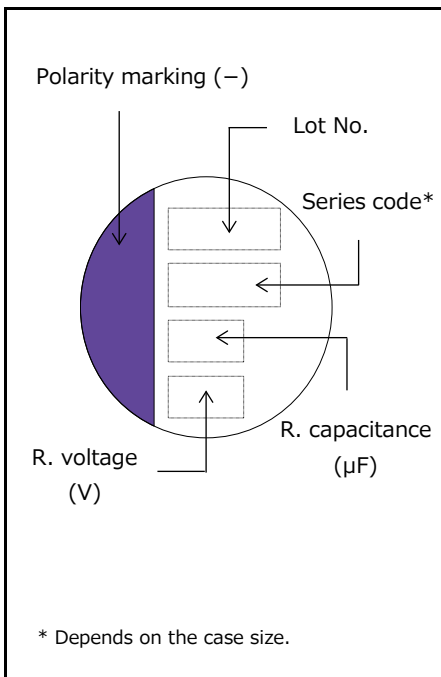 Polarity marking (−)
Lot No.
Series code*
R. capacitance
(μF)
R. voltage
(V)
* Depends on the case size.